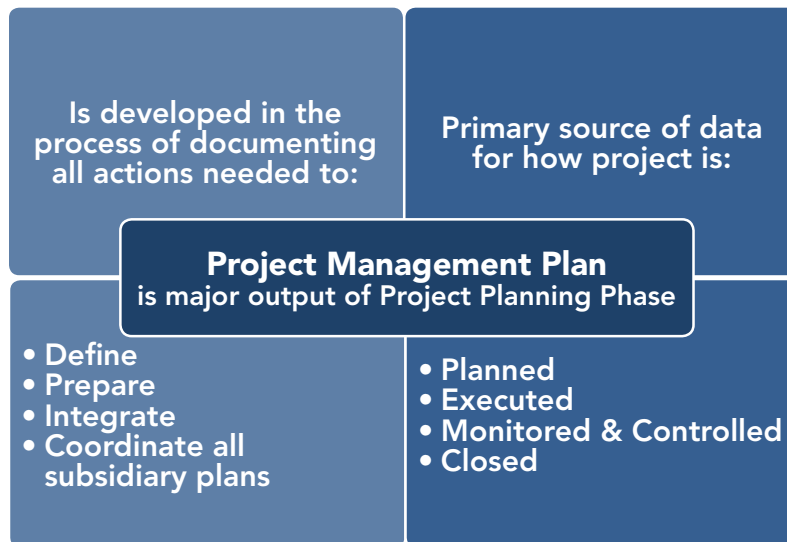 Is developed in the
process of documenting
all actions needed to:
Primary source of data
for how project is:
Project Management Plan
is major output of Project Planning Phase
• Define
• Prepare
• Integrate
• Coordinate all
subsidiary plans
• Planned
• Executed
• Monitored & Controlled
• Closed